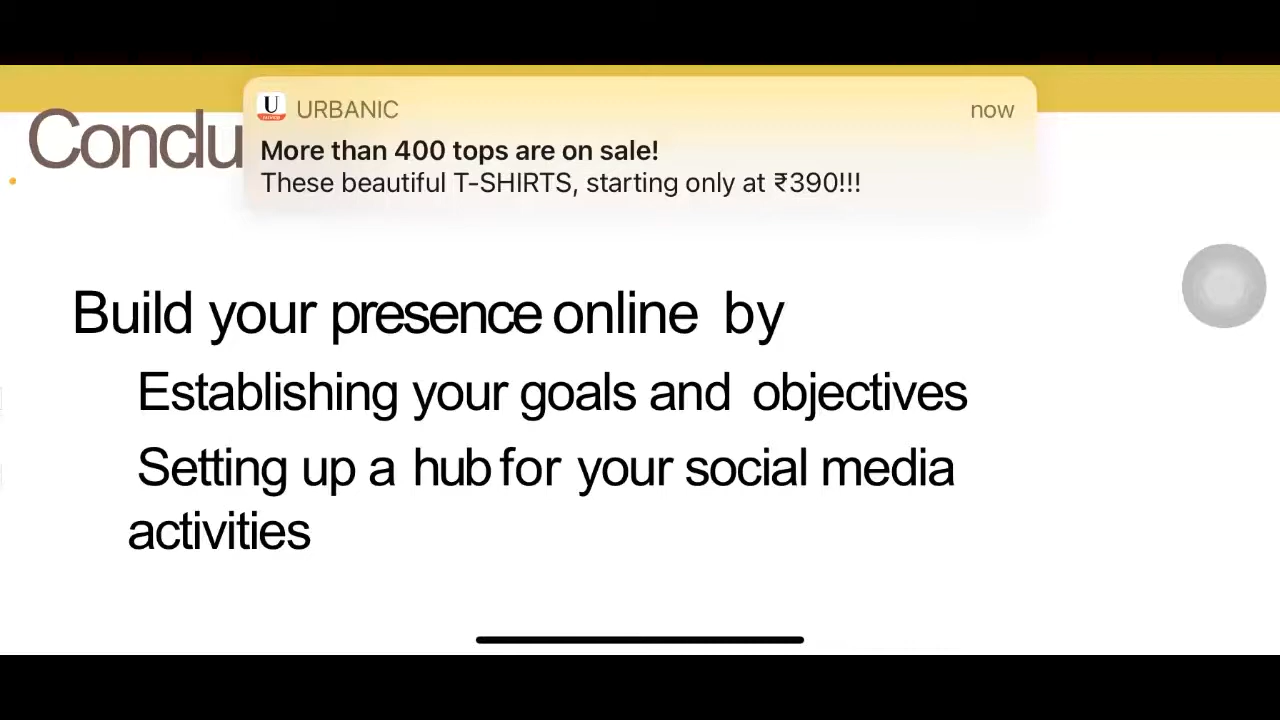 URBANIC now
More than 400 tops are on sale!
These beautiful T-SHIRTS, starting only at ₹390!!!
Build your presence online by
Establishing your goals and objectives
Setting up a hub for your social media
activities